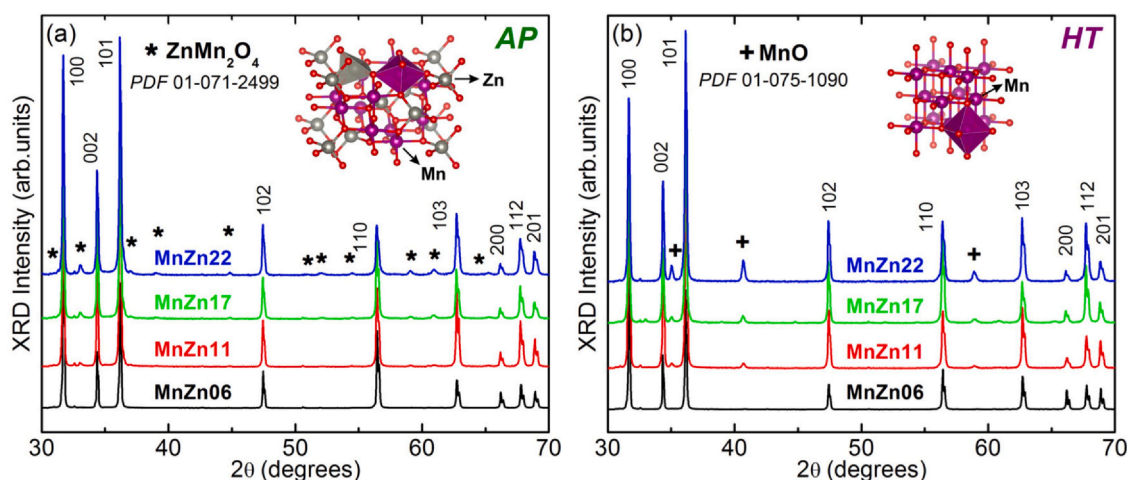 (a)
AP
* ZnMn₂O₄
PDF 01-071-2499
Zn
Mn
100
002
101
102
110
103
200
112
201
* * * * * * * * * * *
MnZn22
MnZn17
MnZn11
MnZn06
XRD Intensity (arb.units)
30 40 50 60 70
2θ (degrees)
(b)
HT
+ MnO
PDF 01-075-1090
Mn
100
002
101
102
110
103
200
112
201
+ + +
MnZn22
MnZn17
MnZn11
MnZn06
XRD Intensity (arb.units)
30 40 50 60 70
2θ (degrees)